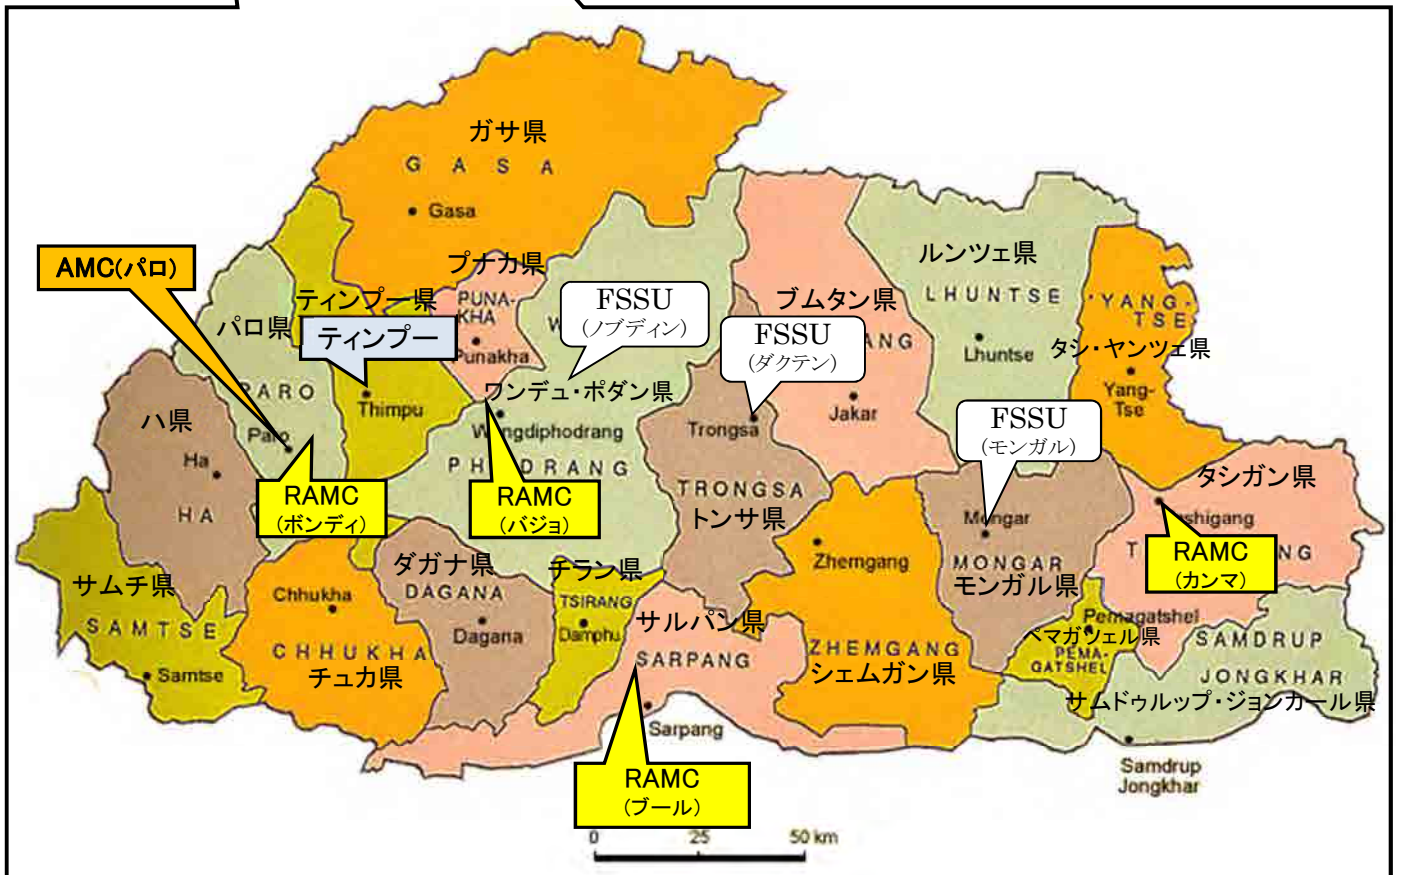 ガサ県
G A S A
Gasa
AMC(パロ)
プナカ県
ティンプー県
PUNA-
KHA
Punakha
パロ県
ティンプー
PARO
Thimpu
Paro
FSSU
(ノブディン)
FSSU
(ダクテン)
ブムタン県
ANG
Jakar
ルンツェ県
LHUNTSE
Lhuntse
YANG-
TSE
タシ・ヤンツェ県
Yang-
Tse
ハ県
Ha
HA
RAMC
(ボンディ)
ワンデュ・ポダン県
Wangdiphodrang
PHODRANG
RAMC
(バジョ)
Trongsa
TRONGSA
トンサ県
FSSU
(モンガル)
Mongar
MONGAR
モンガル県
タシガン県
shigang
T
NG
RAMC
(カンマ)
サムチ県
SAMTSE
Samtse
Chhukha
CHHUKHA
チュカ県
ダガナ県
DAGANA
Dagana
チラン県
TSIRANG
Damphu
サルパン県
SARPANG
Sarpang
RAMC
(ブール)
Zhemgang
ZHEMGANG
シェムガン県
Pemagatshel
ペマガツェル県
PEMA-
GATSHEL
SAMDRUP
JONGKHAR
サムドゥルップ・ジョンカール県
Samdrup
Jongkhar
0 25 50 km